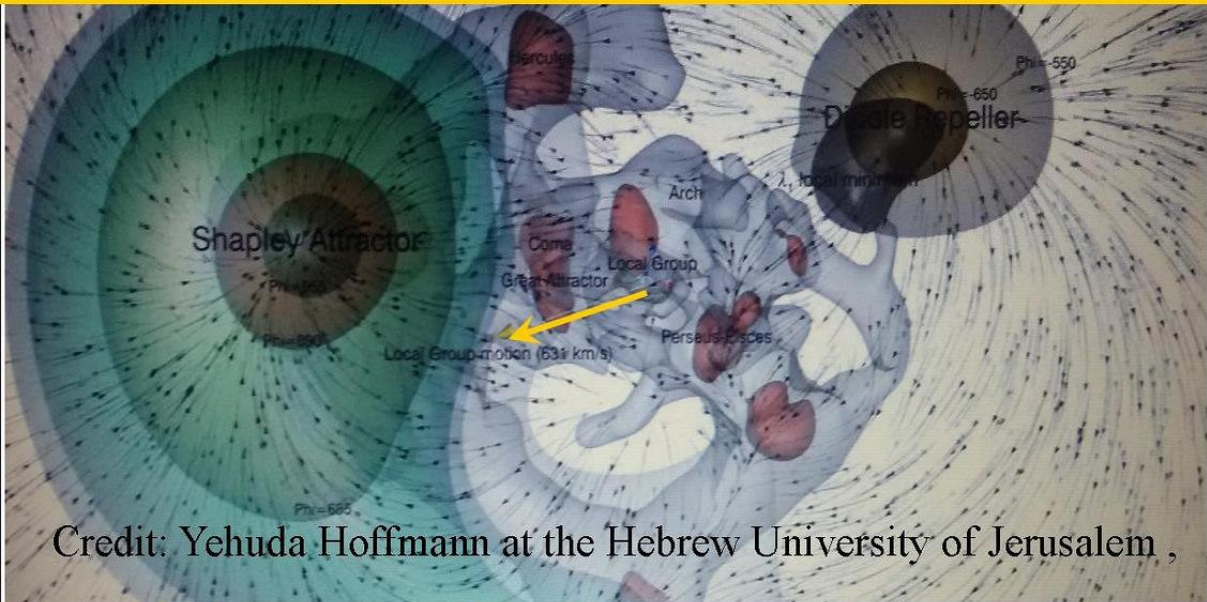 Hercules
Phi = -550
Phi = -650
Dipole Repeller
Arch
local minimum
Shapley Attractor
Coma
Local Group
Great Attractor
Perseus-Pisces
Local Group motion (631 km/s)
Credit: Yehuda Hoffmann at the Hebrew University of Jerusalem ,